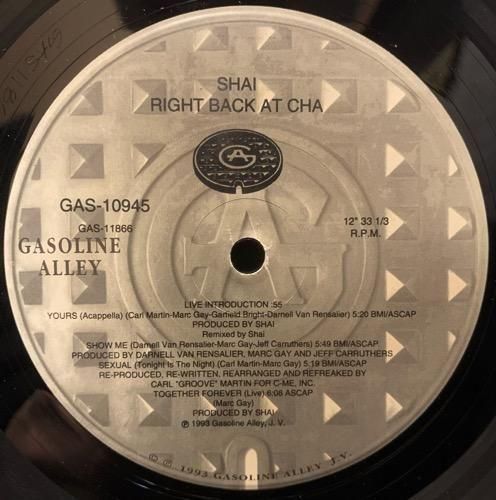 SHAI
RIGHT BACK AT CHA
GAS-10945
GAS-11866
GASOLINE
ALLEY
12" 33 1/3
R.P.M.
LIVE INTRODUCTION :55
YOURS (Acappella) (Carl Martin-Marc Gay-Garfield Bright-Darnell Van Rensalier) 5:20 BMI/ASCAP
PRODUCED BY SHAI
Remixed by Shai
SHOW ME (Darnell Van Rensalier-Marc Gay-Jeff Carruthers) 5:49 BMI/ASCAP
PRODUCED BY DARNELL VAN RENSALIER, MARC GAY AND JEFF CARRUTHERS
SEXUAL (Tonight Is The Night) (Carl Martin-Marc Gay) 5:19 BMI/ASCAP
RE-PRODUCED, RE-WRITTEN, REARRANGED AND REFREAKED BY
CARL "GROOVE" MARTIN FOR C-ME, INC.
TOGETHER FOREVER (Live) 6:08 ASCAP
(Marc Gay)
PRODUCED BY SHAI
℗ 1993 Gasoline Alley, J. V.
© ℗ 1993 GASOLINE ALLEY J.V.